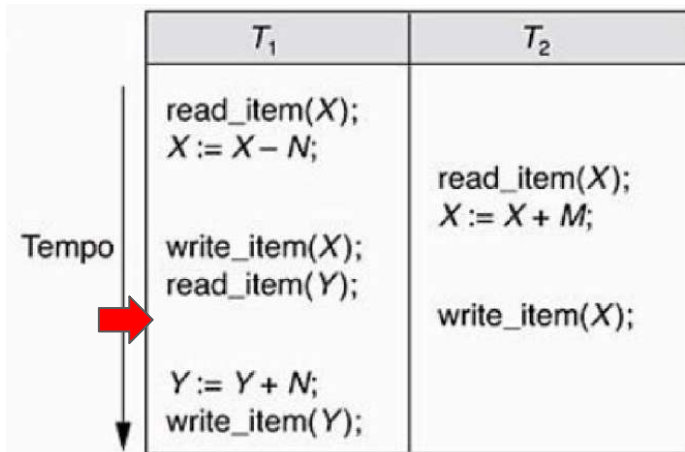 T₁ T₂
read_item(X);
X := X – N;
read_item(X);
X := X + M;
Tempo
write_item(X);
read_item(Y);
write_item(X);
Y := Y + N;
write_item(Y);